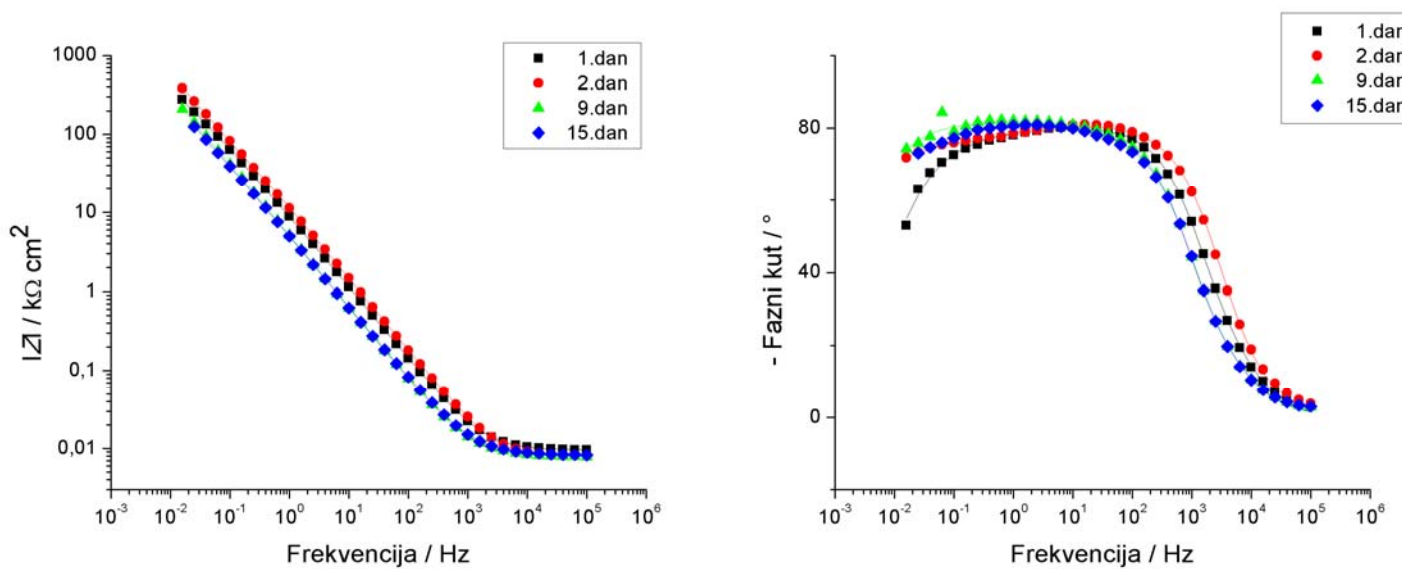 1.dan
2.dan
9.dan
15.dan
1000
100
10
1
0,1
0,01
|Z| / kΩ cm²
10⁻³ 10⁻² 10⁻¹ 10⁰ 10¹ 10² 10³ 10⁴ 10⁵ 10⁶
Frekvencija / Hz
1.dan
2.dan
9.dan
15.dan
80
40
0
- Fazni kut / °
10⁻³ 10⁻² 10⁻¹ 10⁰ 10¹ 10² 10³ 10⁴ 10⁵ 10⁶
Frekvencija / Hz